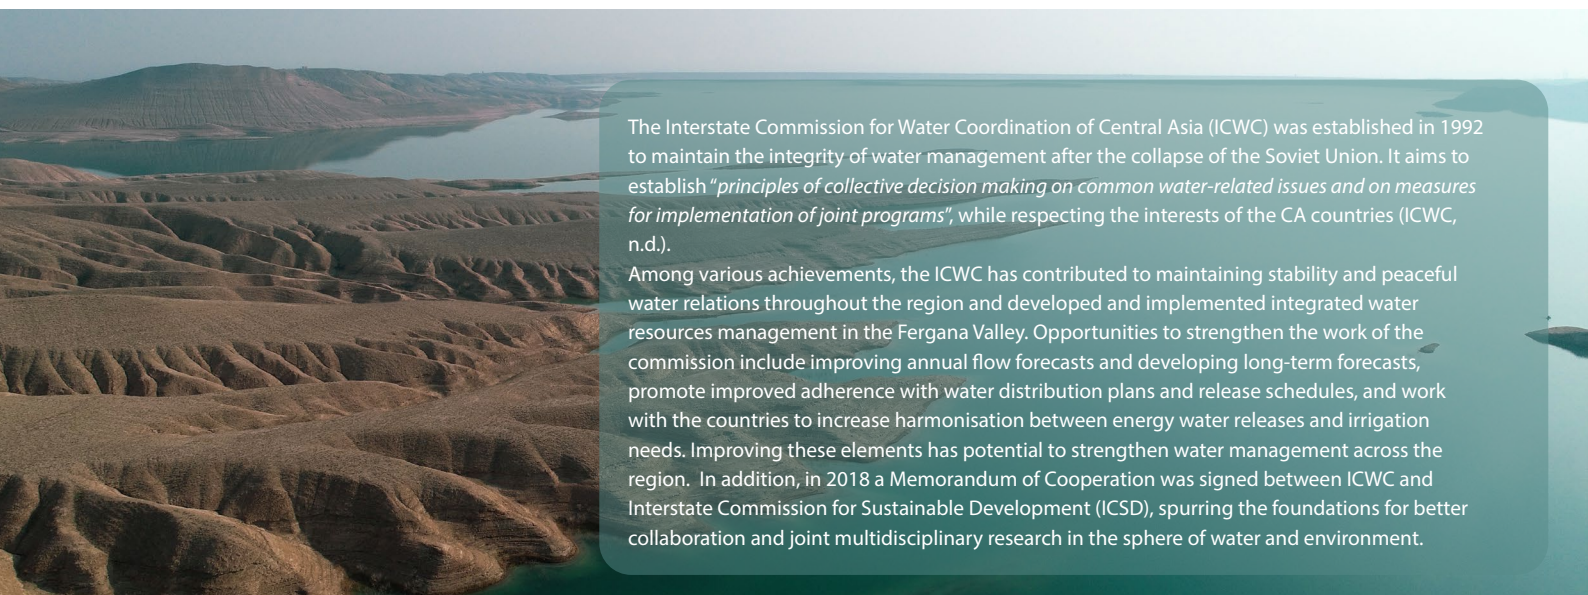 The Interstate Commission for Water Coordination of Central Asia (ICWC) was established in 1992
to maintain the integrity of water management after the collapse of the Soviet Union. It aims to
establish “principles of collective decision making on common water-related issues and on measures
for implementation of joint programs”, while respecting the interests of the CA countries (ICWC,
n.d.).
Among various achievements, the ICWC has contributed to maintaining stability and peaceful
water relations throughout the region and developed and implemented integrated water
resources management in the Fergana Valley. Opportunities to strengthen the work of the
commission include improving annual flow forecasts and developing long-term forecasts,
promote improved adherence with water distribution plans and release schedules, and work
with the countries to increase harmonisation between energy water releases and irrigation
needs. Improving these elements has potential to strengthen water management across the
region.  In addition, in 2018 a Memorandum of Cooperation was signed between ICWC and
Interstate Commission for Sustainable Development (ICSD), spurring the foundations for better
collaboration and joint multidisciplinary research in the sphere of water and environment.